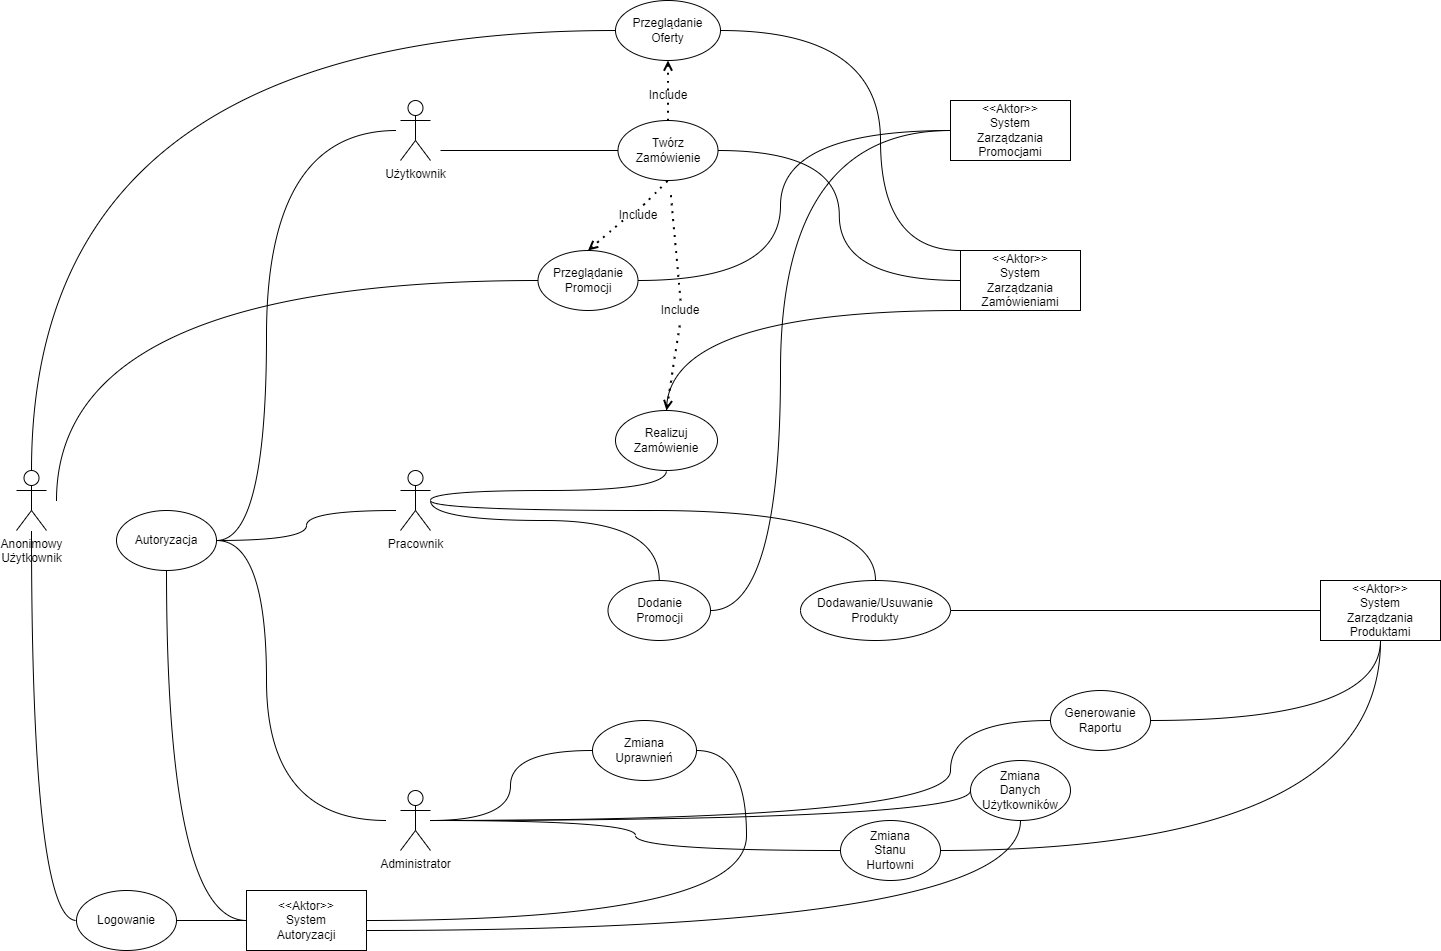 Przeglądanie
Oferty
Include
<<Aktor>>
System
Zarządzania
Promocjami
Twórz
Zamówienie
Użytkownik
Include
Przeglądanie
Promocji
<<Aktor>>
System
Zarządzania
Zamówieniami
Include
Realizuj
Zamówienie
Anonimowy
Użytkownik
Autoryzacja
Pracownik
Dodanie
Promocji
Dodawanie/Usuwanie
Produkty
<<Aktor>>
System
Zarządzania
Produktami
Generowanie
Raportu
Zmiana
Uprawnień
Zmiana
Danych
Użytkowników
Administrator
Zmiana
Stanu
Hurtowni
Logowanie
<<Aktor>>
System
Autoryzacji